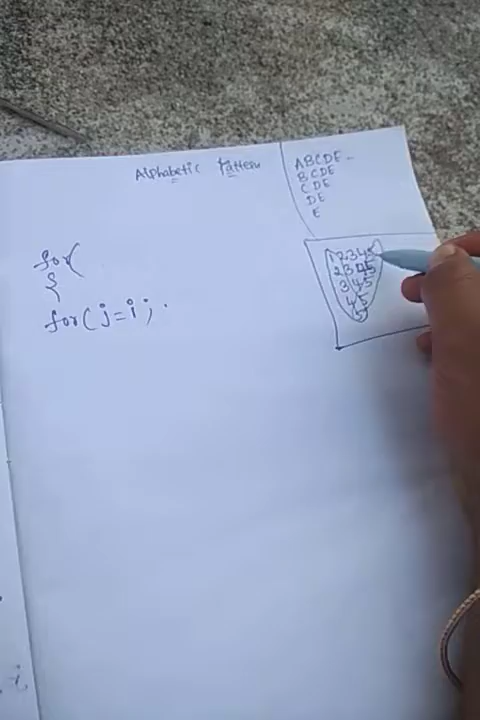 Alphabetic Pattern
ABCDE
BCDE
CDE
DE
E
for(
{
for(j=i;
12345
2345
345
45
5